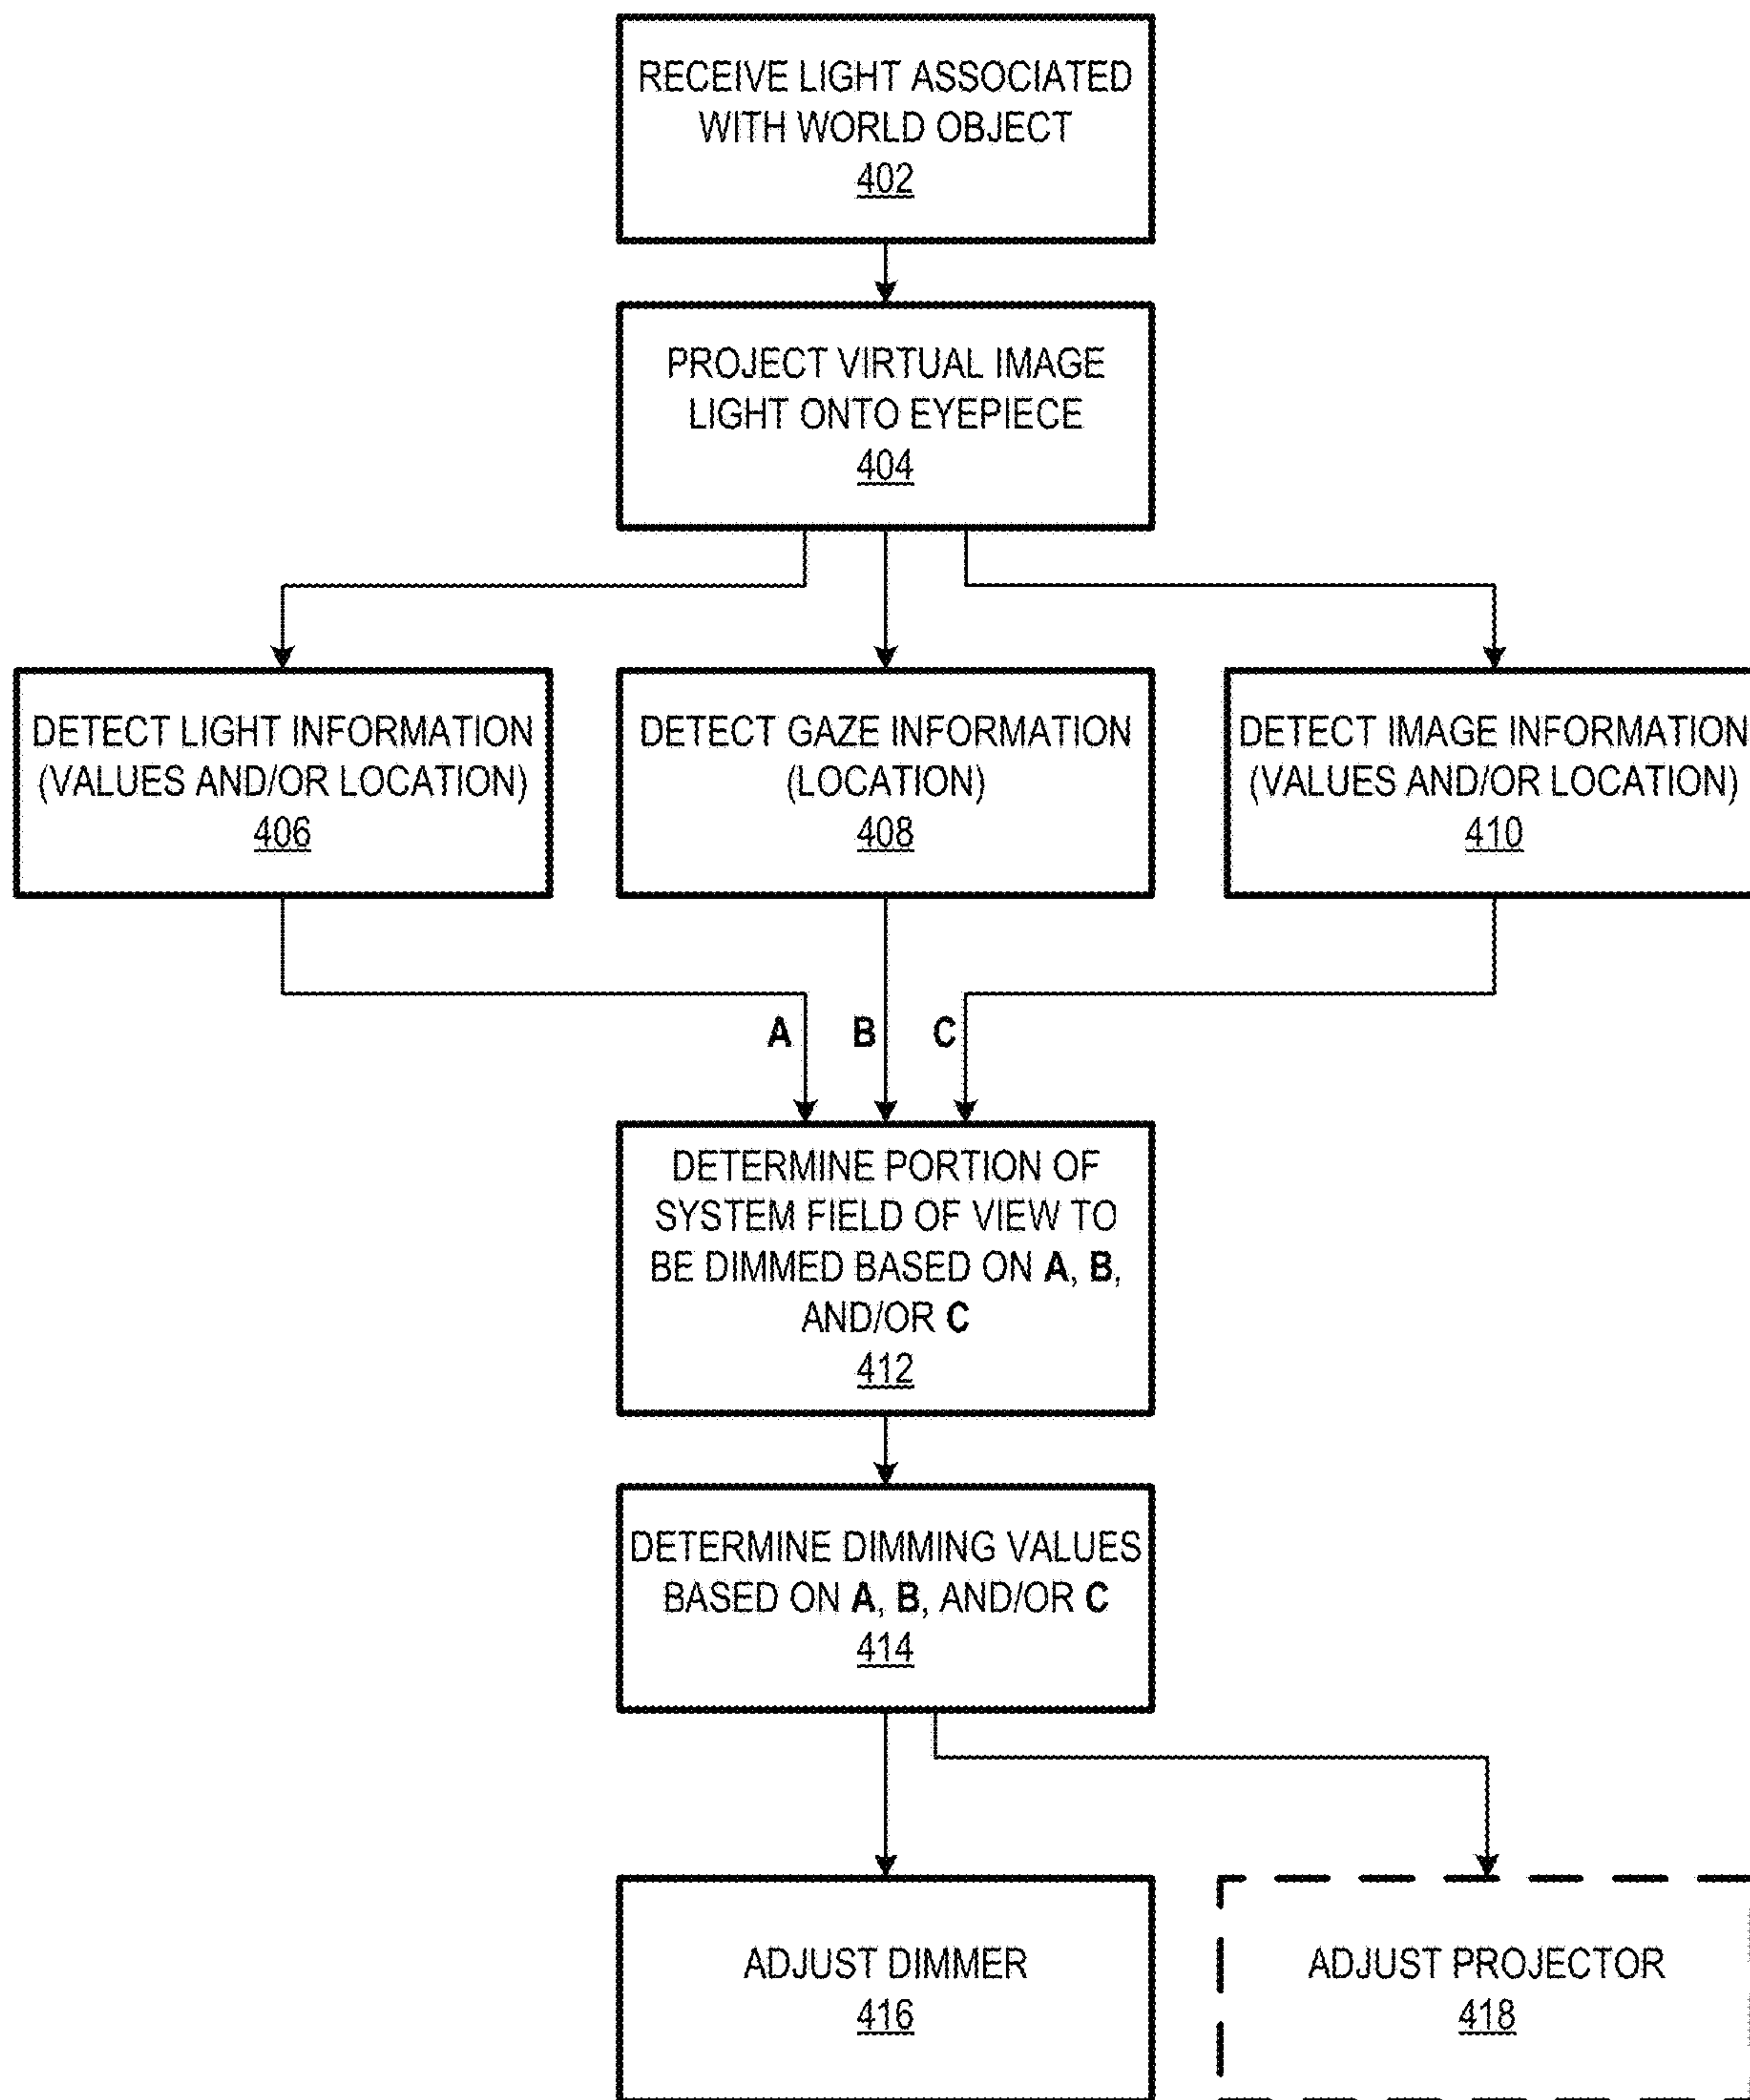 RECEIVE LIGHT ASSOCIATED
WITH WORLD OBJECT
402
PROJECT VIRTUAL IMAGE
LIGHT ONTO EYEPIECE
404
DETECT LIGHT INFORMATION
(VALUES AND/OR LOCATION)
406
DETECT GAZE INFORMATION
(LOCATION)
408
DETECT IMAGE INFORMATION
(VALUES AND/OR LOCATION)
410
A
B
C
DETERMINE PORTION OF
SYSTEM FIELD OF VIEW TO
BE DIMMED BASED ON A, B,
AND/OR C
412
DETERMINE DIMMING VALUES
BASED ON A, B, AND/OR C
414
ADJUST DIMMER
416
ADJUST PROJECTOR
418